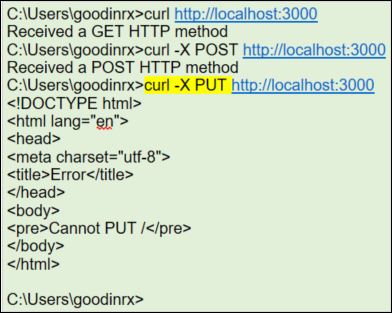 C:\Users\goodinrx>curl http://localhost:3000
Received a GET HTTP method
C:\Users\goodinrx>curl -X POST http://localhost:3000
Received a POST HTTP method
C:\Users\goodinrx>curl -X PUT http://localhost:3000
<!DOCTYPE html>
<html lang="en">
<head>
<meta charset="utf-8">
<title>Error</title>
</head>
<body>
<pre>Cannot PUT /</pre>
</body>
</html>
C:\Users\goodinrx>